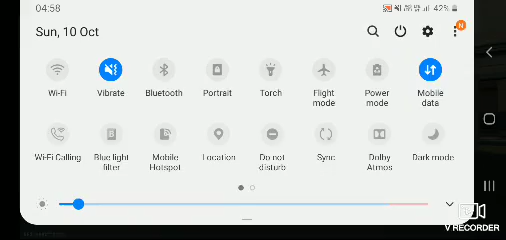 04:58
42%
Sun, 10 Oct
N
Wi-Fi
Vibrate
Bluetooth
Portrait
Torch
Flight
mode
Power
mode
Mobile
data
Wi-Fi Calling
Blue light
filter
Mobile
Hotspot
Location
Do not
disturb
Sync
Dolby
Atmos
Dark mode
V RECORDER